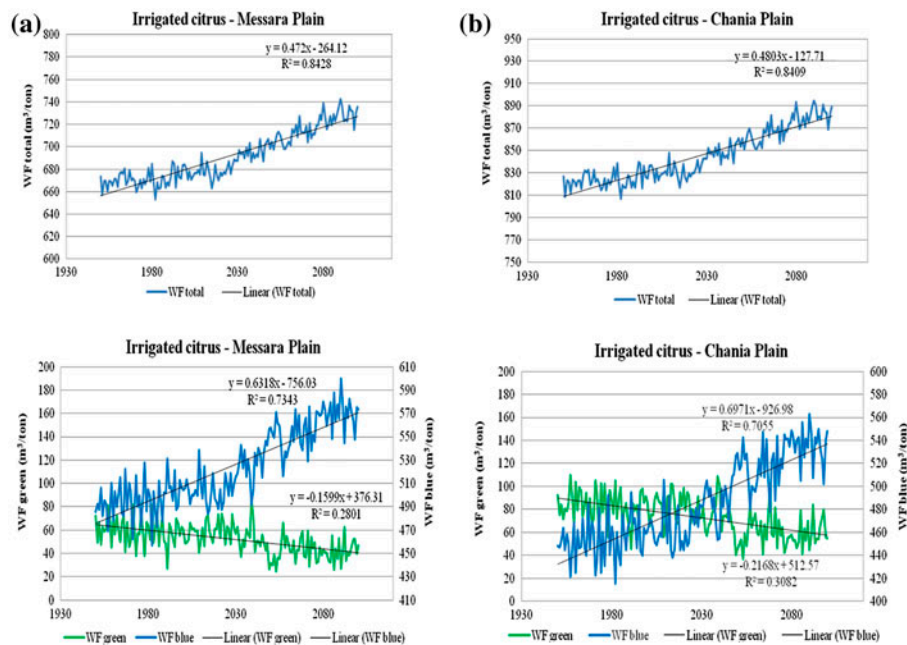 (a)
Irrigated citrus - Messara Plain
y = 0.472x - 264.12
R² = 0.8428
WF total (m³/ton)
800
780
760
740
720
700
680
660
640
620
600
1930 1980 2030 2080
WF total Linear (WF total)
(b)
Irrigated citrus - Chania Plain
y = 0.4803x - 127.71
R² = 0.8409
WF total (m³/ton)
950
930
910
890
870
850
830
810
790
770
750
1930 1980 2030 2080
WF total Linear (WF total)
Irrigated citrus - Messara Plain
y = 0.6318x - 756.03
R² = 0.7343
y = -0.1599x + 376.31
R² = 0.2801
WF green (m³/ton)
200
180
160
140
120
100
80
60
40
20
0
WF blue (m³/ton)
610
590
570
550
530
510
490
470
450
430
410
1930 1980 2030 2080
WF green WF blue Linear (WF green) Linear (WF blue)
Irrigated citrus - Chania Plain
y = 0.6971x - 926.98
R² = 0.7055
y = -0.2168x + 512.57
R² = 0.3082
WF green (m³/ton)
200
180
160
140
120
100
80
60
40
20
0
WF blue (m³/ton)
600
580
560
540
520
500
480
460
440
420
400
1930 1980 2030 2080
WF green WF blue Linear (WF green) Linear (WF blue)